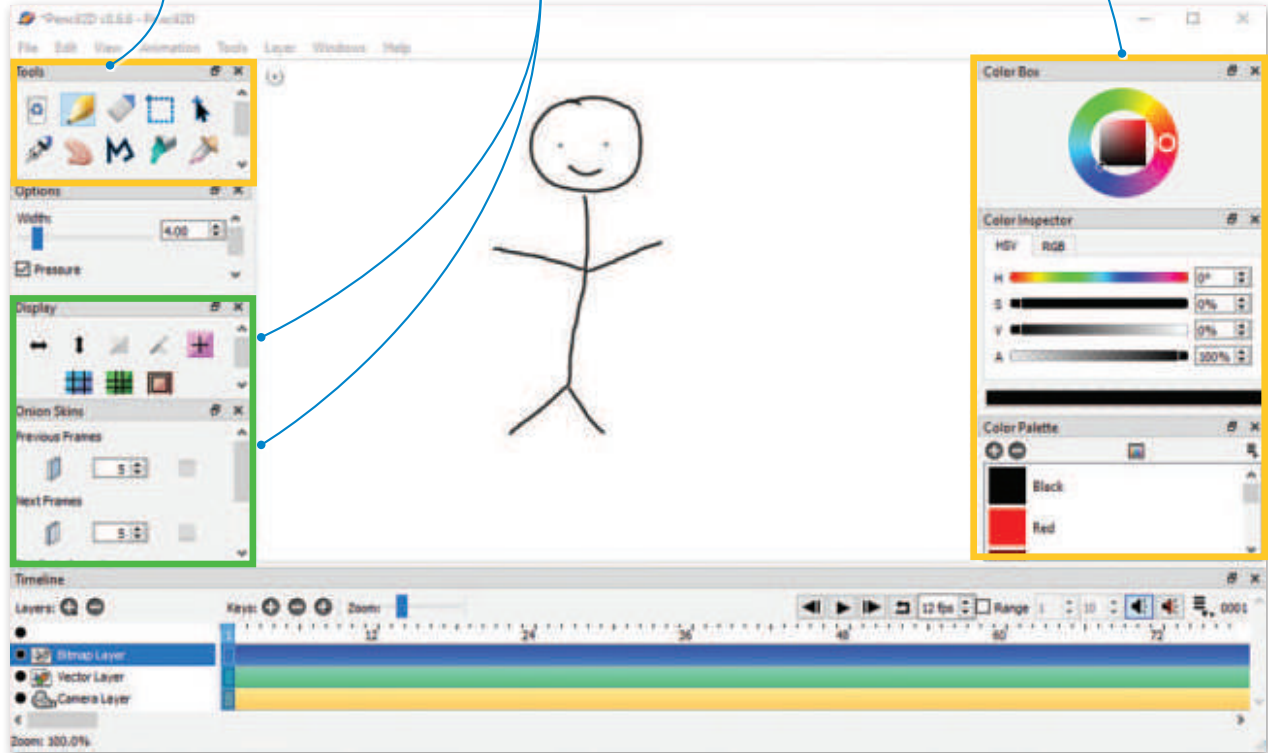 *Pencil2D v0.6.6 - Pencil2D
File Edit View Animation Tools Layer Windows Help
Tools
Options
Width:
4.00
Pressure
Display
Onion Skins
Previous Frames
5
Next Frames
5
Color Box
Color Inspector
HSV RGB
H 0°
S 0%
V 0%
A 100%
Color Palette
Black
Red
Timeline
Layers: Keys: Zoom: 12 fps Range 1 10 0001
1 12 24 36 48 60 72
Bitmap Layer
Vector Layer
Camera Layer
Zoom: 100.0%